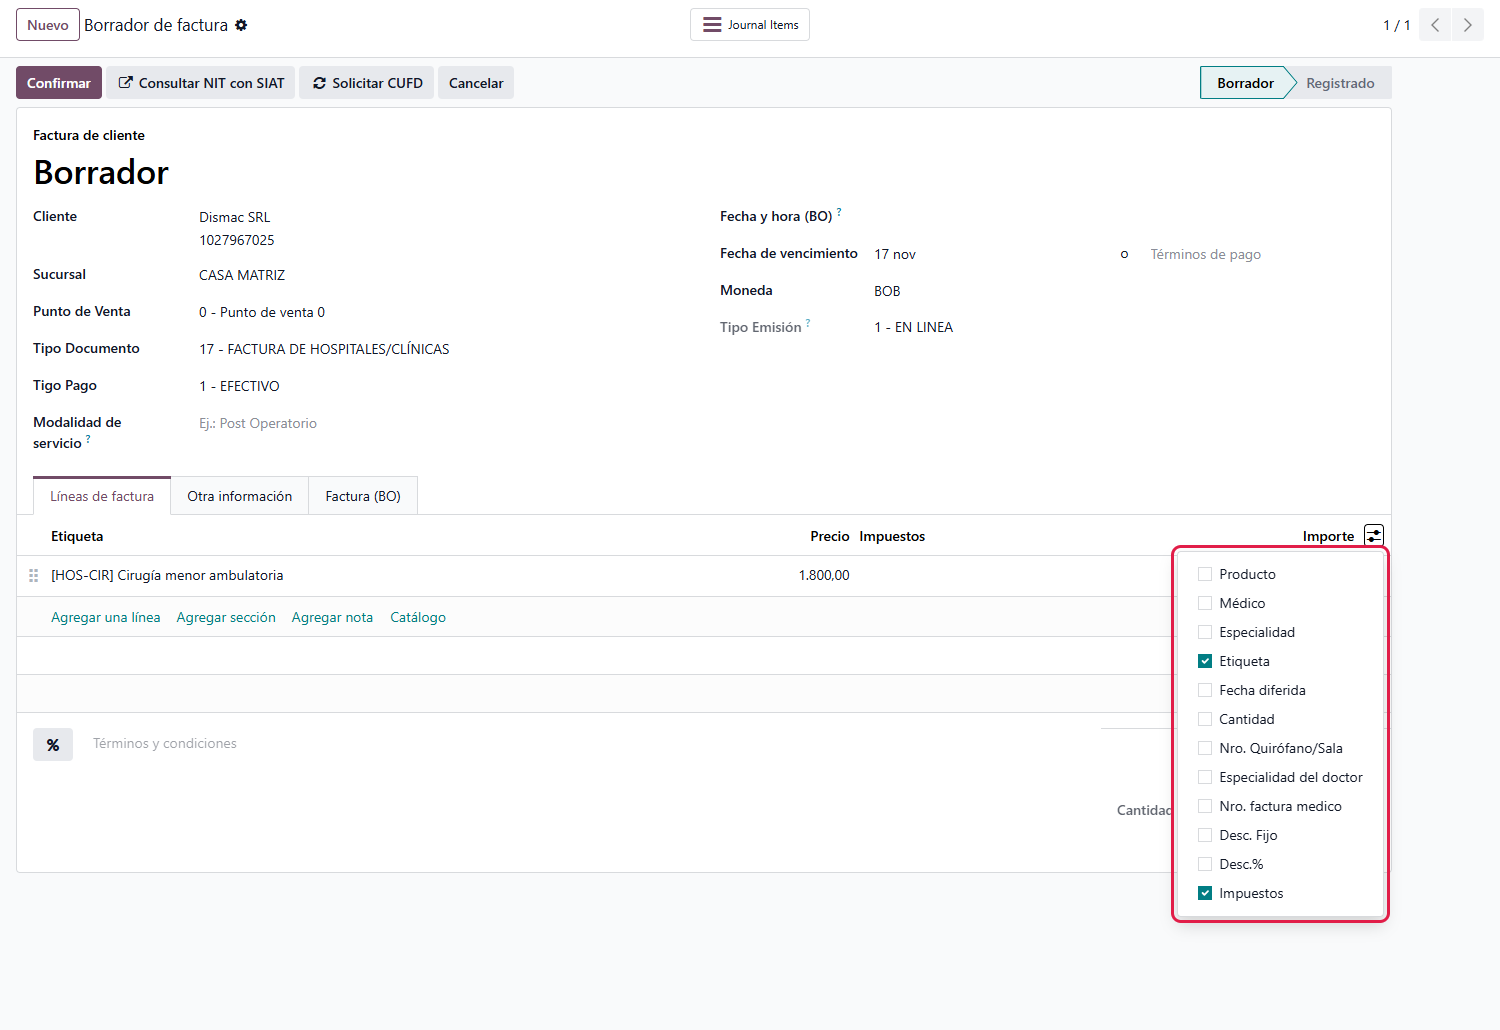 Nuevo Borrador de factura
Journal Items
1 / 1
Confirmar Consultar NIT con SIAT Solicitar CUFD Cancelar
Borrador Registrado
Factura de cliente
Borrador
Cliente Dismac SRL
1027967025
Sucursal CASA MATRIZ
Punto de Venta 0 - Punto de venta 0
Tipo Documento 17 - FACTURA DE HOSPITALES/CLÍNICAS
Tigo Pago 1 - EFECTIVO
Modalidad de
servicio ? Ej.: Post Operatorio
Fecha y hora (BO) ?
Fecha de vencimiento 17 nov o Términos de pago
Moneda BOB
Tipo Emisión ? 1 - EN LINEA
Líneas de factura Otra información Factura (BO)
Etiqueta Precio Impuestos Importe
[HOS-CIR] Cirugía menor ambulatoria 1.800,00
Agregar una línea Agregar sección Agregar nota Catálogo
% Términos y condiciones
Cantidad
Producto
Médico
Especialidad
Etiqueta
Fecha diferida
Cantidad
Nro. Quirófano/Sala
Especialidad del doctor
Nro. factura medico
Desc. Fijo
Desc.%
Impuestos